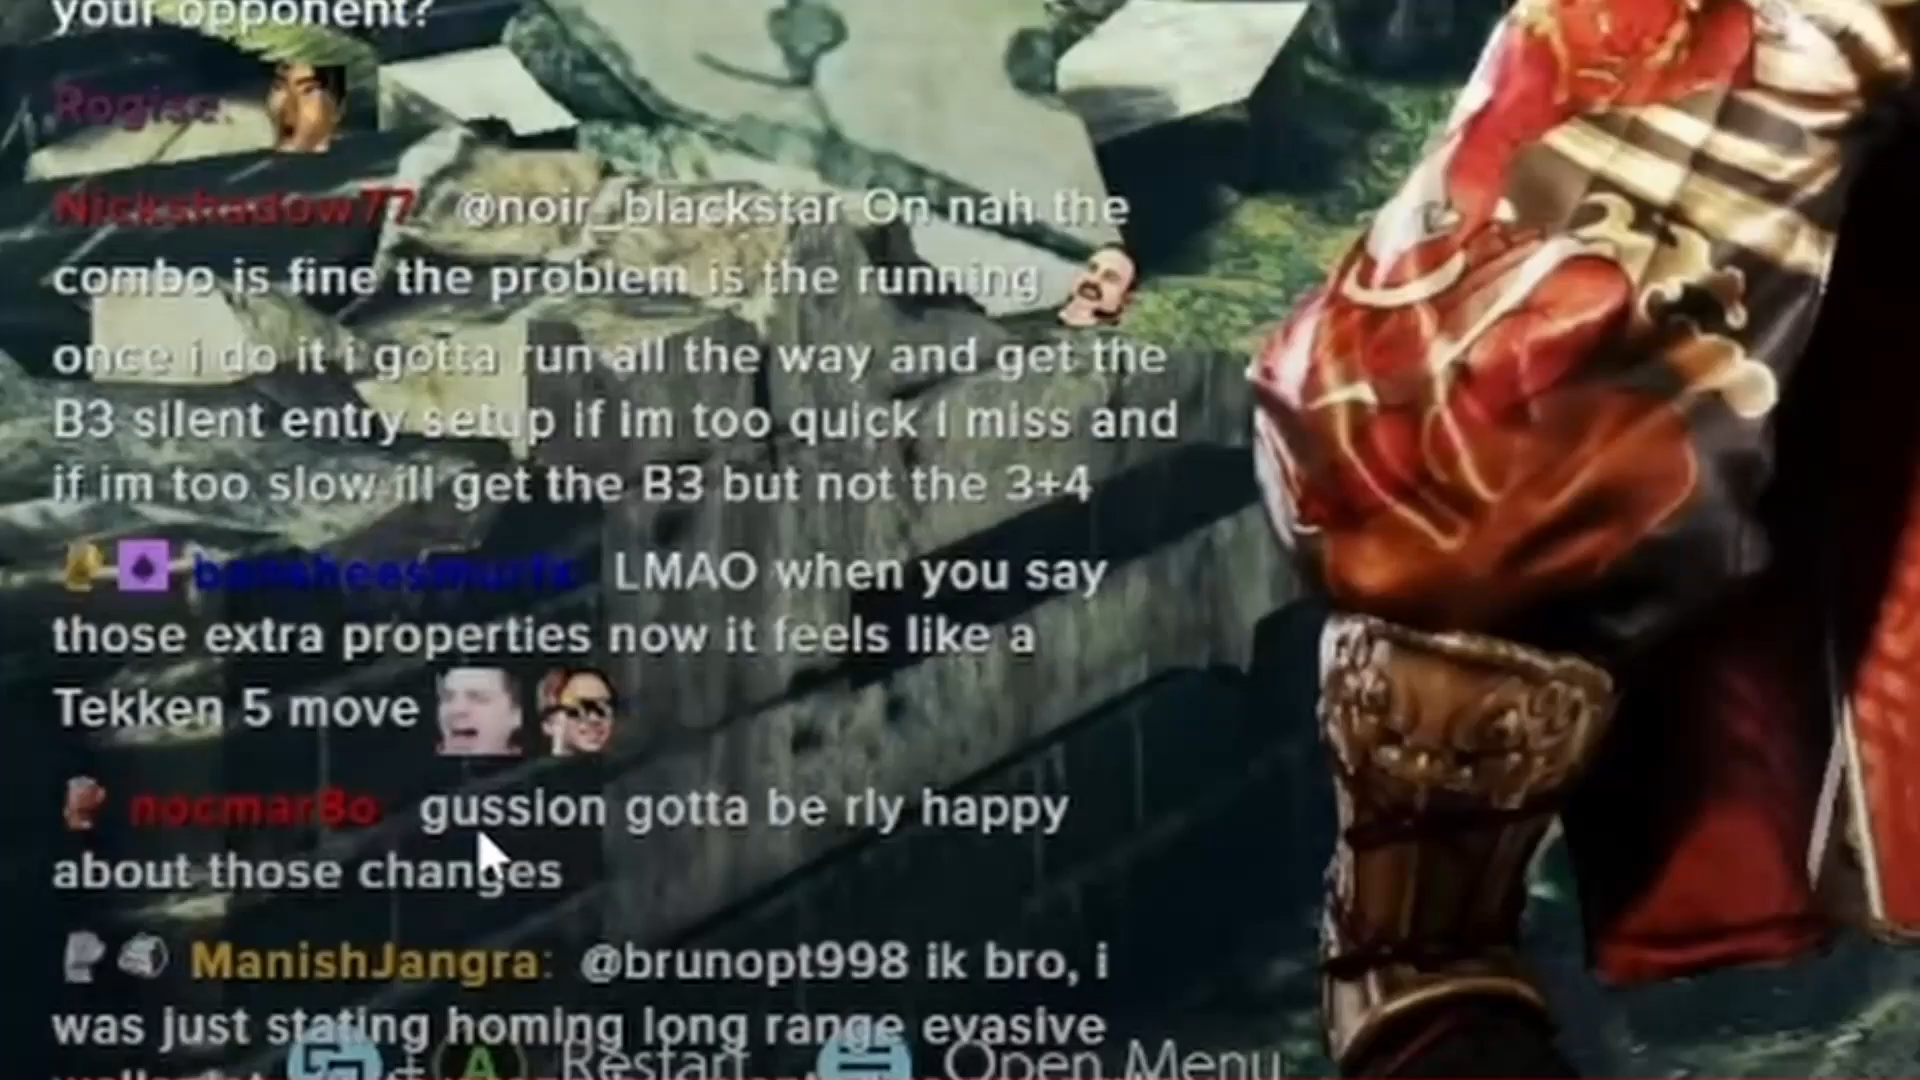 your opponent?
Rogisc:
Nickshadow77: @noir_blackstar On nah the
combo is fine the problem is the running
once i do it i gotta run all the way and get the
B3 silent entry setup if im too quick I miss and
if im too slow ill get the B3 but not the 3+4
bansheesmurfx LMAO when you say
those extra properties now it feels like a
Tekken 5 move
nocmar8o gussion gotta be rly happy
about those changes
ManishJangra: @brunopt998 ik bro, i
was just stating homing long range evasive
+ A Restart Open Menu